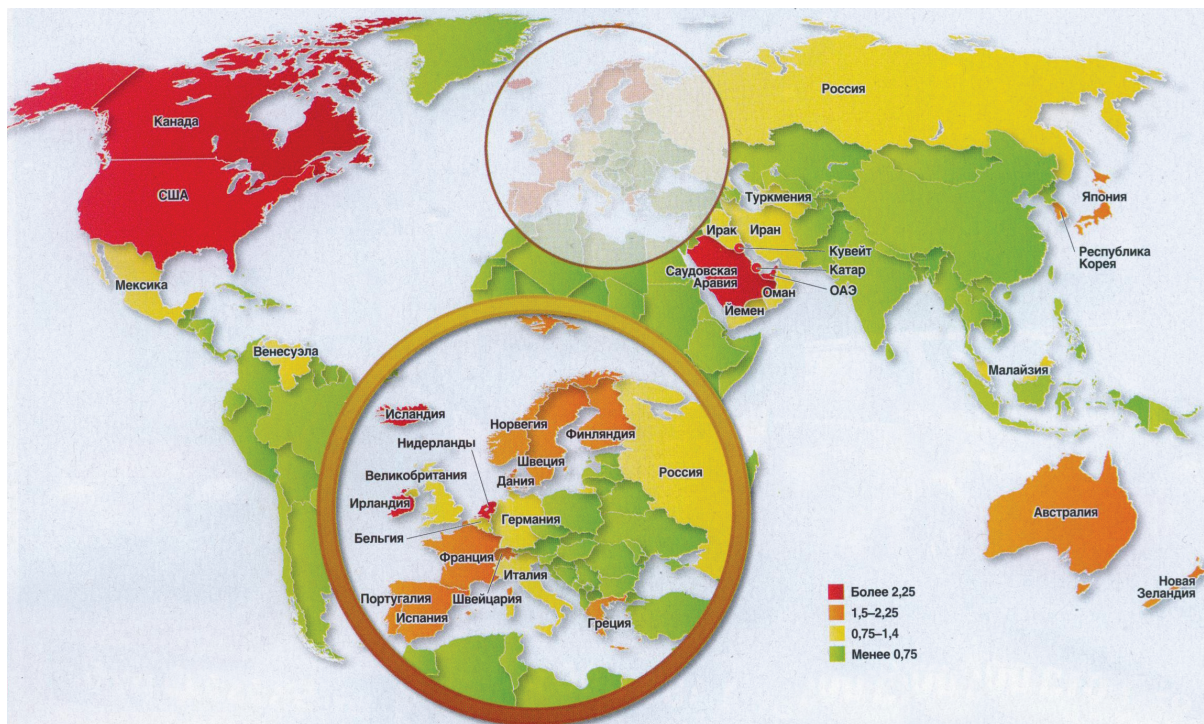 Канада
США
Мексика
Венесуэла
Россия
Туркмения
Ирак
Иран
Кувейт
Катар
ОАЭ
Саудовская
Аравия
Оман
Йемен
Япония
Республика
Корея
Малайзия
Австралия
Новая
Зеландия
Исландия
Норвегия
Нидерланды
Финляндия
Швеция
Великобритания
Дания
Россия
Ирландия
Германия
Бельгия
Франция
Италия
Португалия
Швейцария
Испания
Греция
Более 2,25
1,5–2,25
0,75–1,4
Менее 0,75